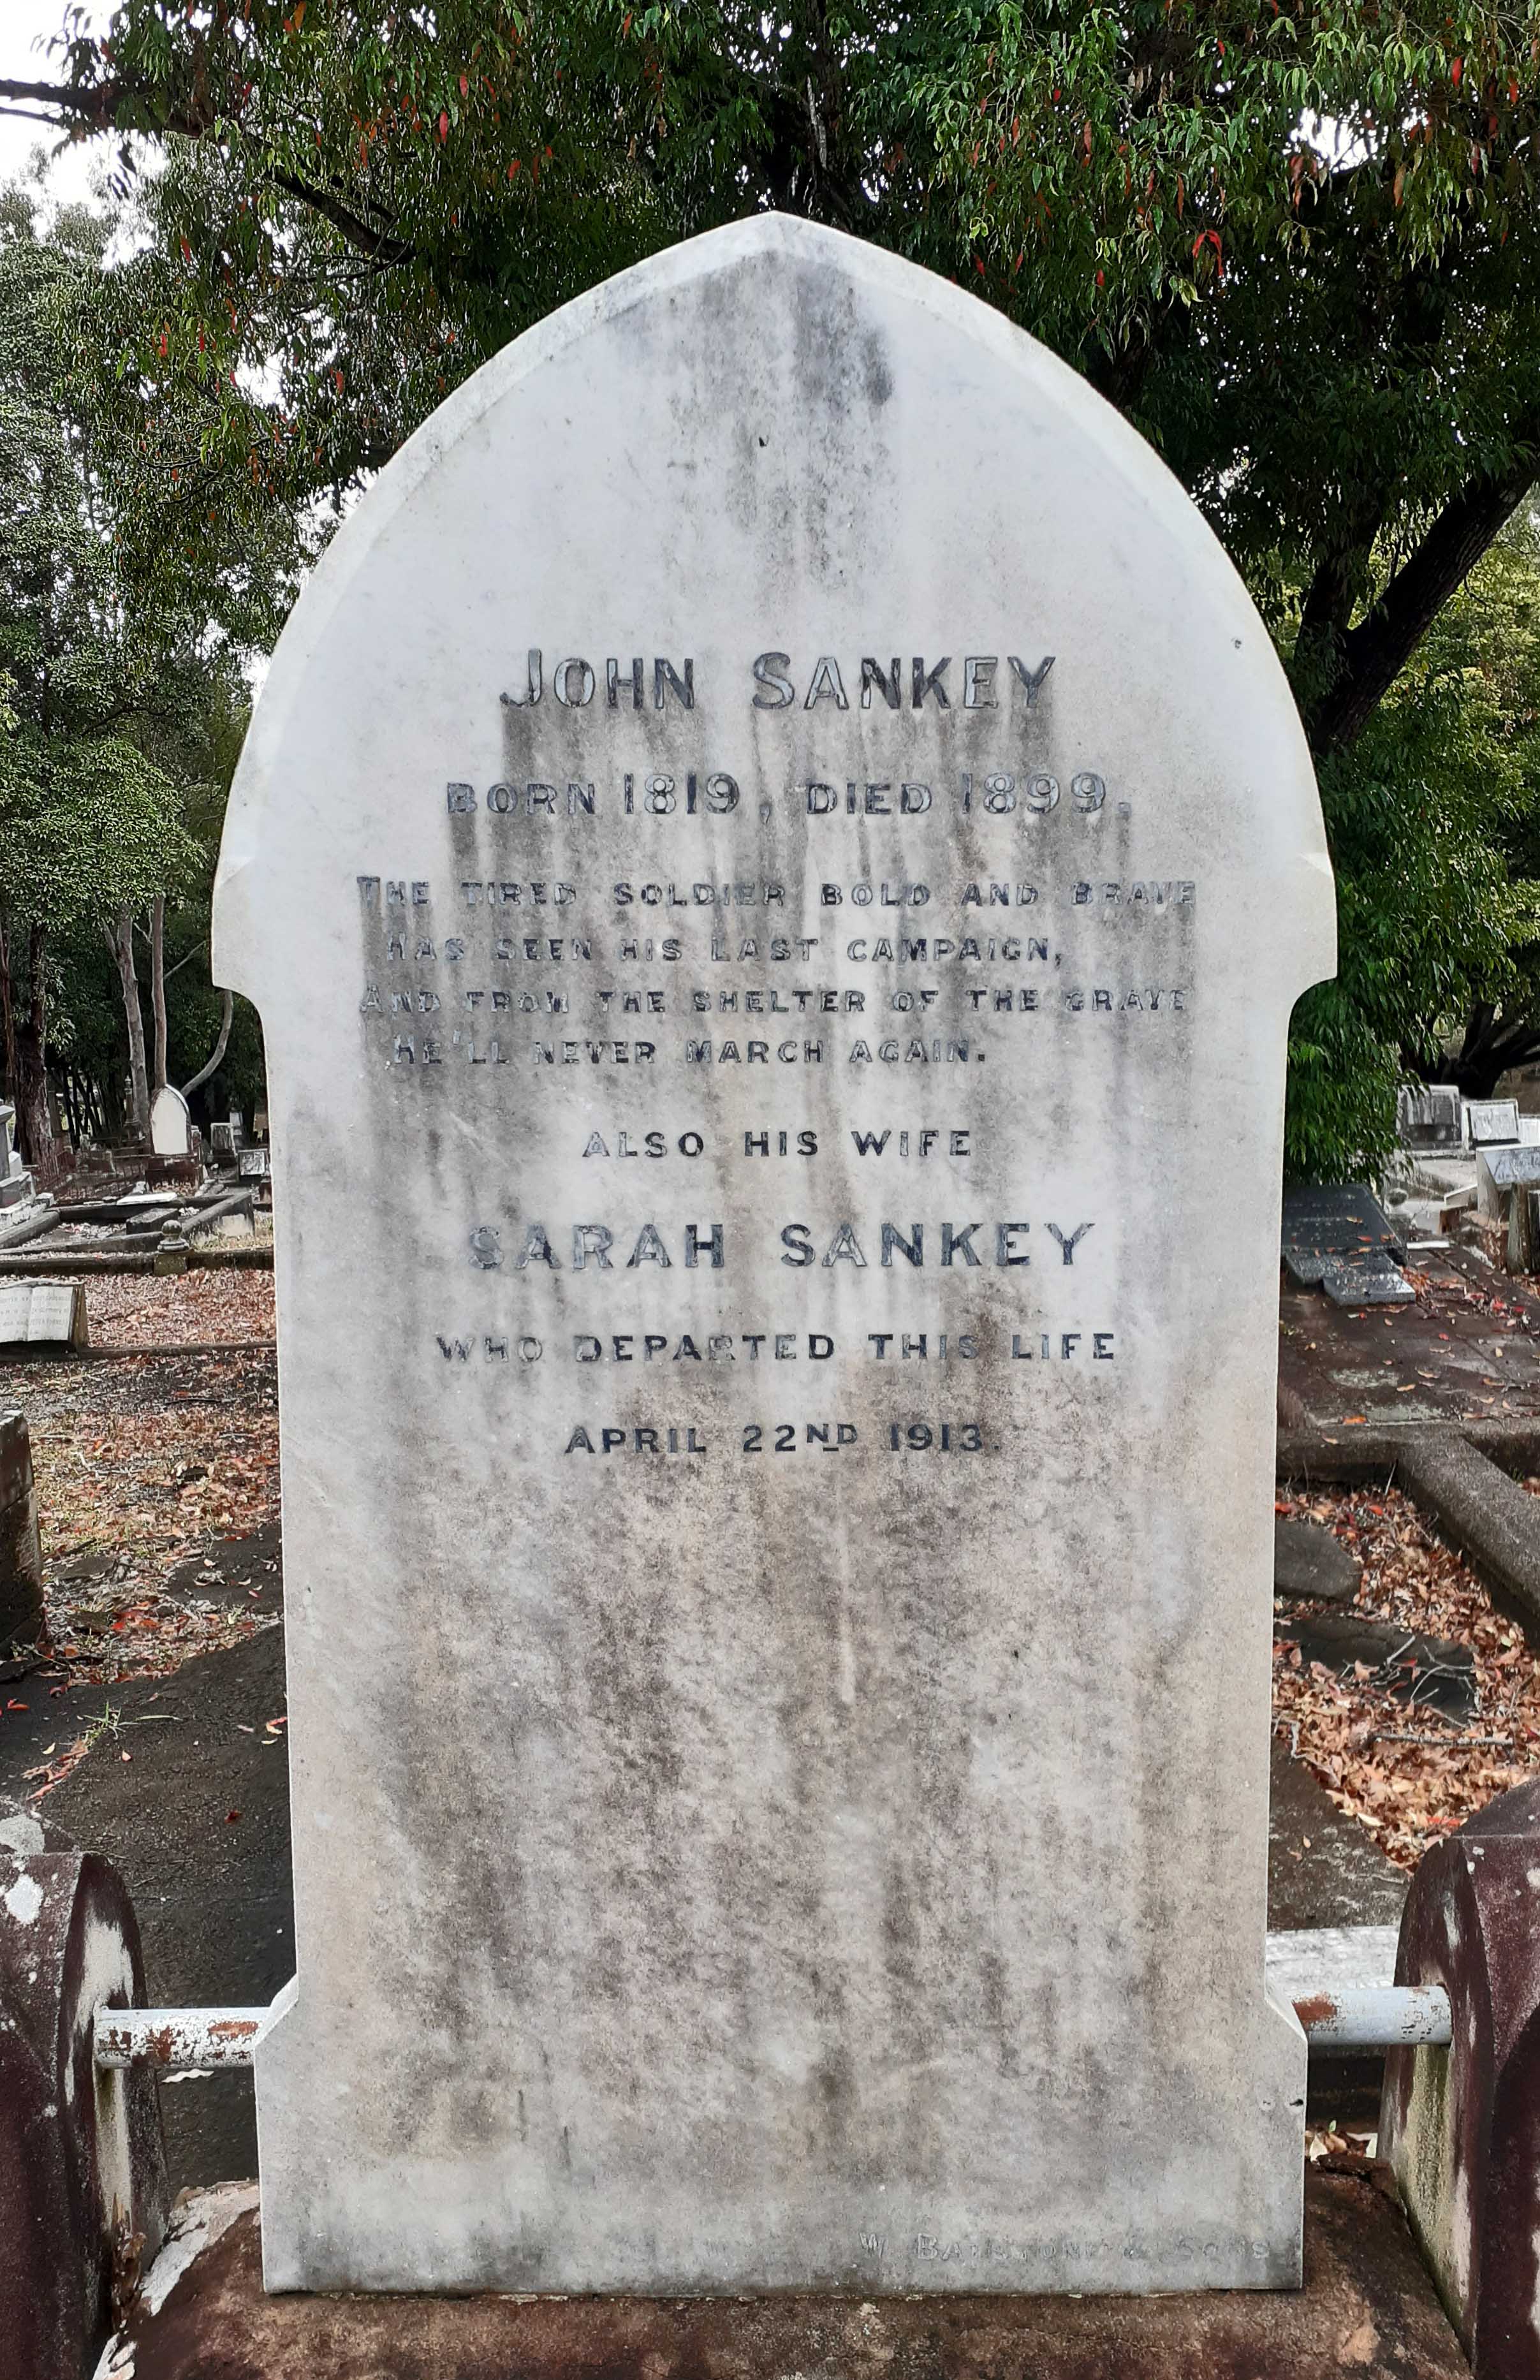 JOHN SANKEY
BORN 1819, DIED 1899,
THE TIRED SOLDIER BOLD AND BRAVE
HAS SEEN HIS LAST CAMPAIGN,
AND FROM THE SHELTER OF THE GRAVE
HE'LL NEVER MARCH AGAIN.
ALSO HIS WIFE
SARAH SANKEY
WHO DEPARTED THIS LIFE
APRIL 22ND 1913.
W & SONS